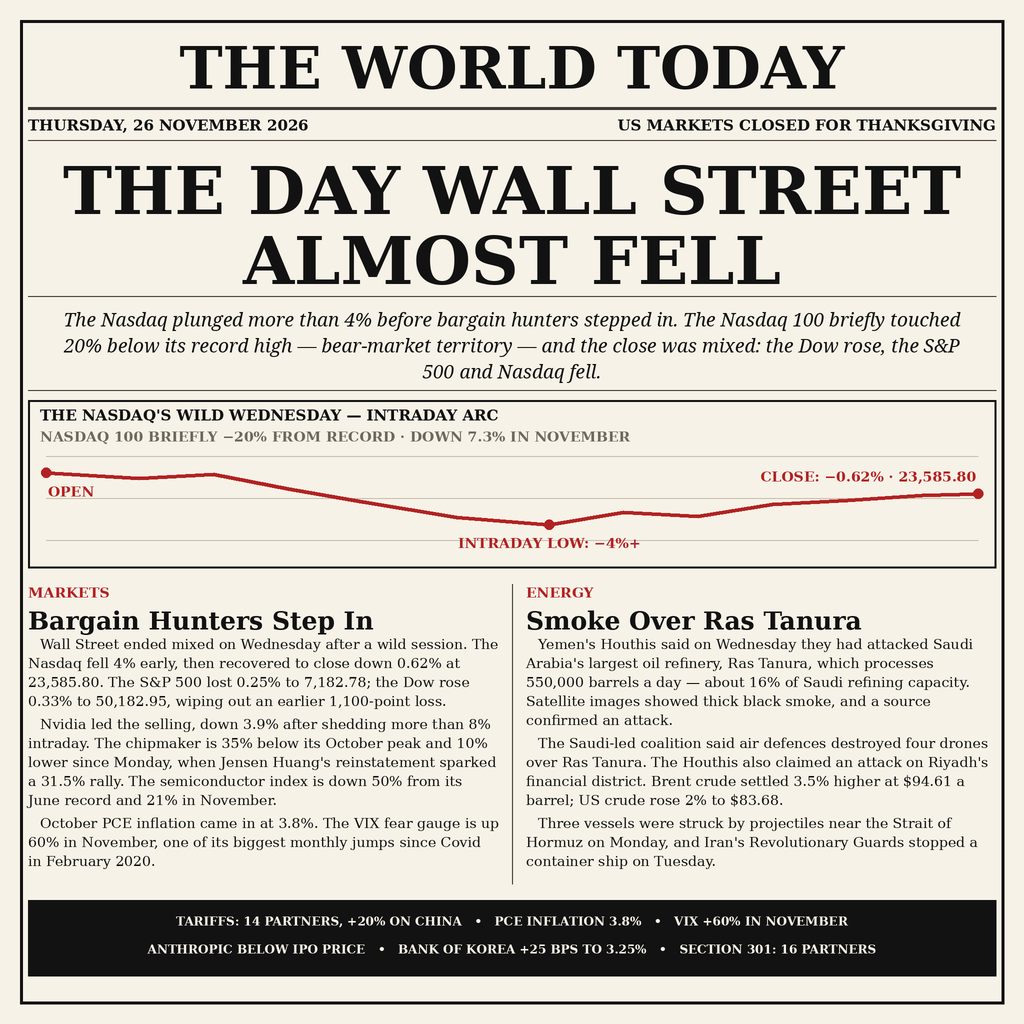 THE WORLD TODAY
THURSDAY, 26 NOVEMBER 2026
US MARKETS CLOSED FOR THANKSGIVING
THE DAY WALL STREET
ALMOST FELL
The Nasdaq plunged more than 4% before bargain hunters stepped in. The Nasdaq 100 briefly touched
20% below its record high — bear-market territory — and the close was mixed: the Dow rose, the S&P
500 and Nasdaq fell.
THE NASDAQ'S WILD WEDNESDAY — INTRADAY ARC
NASDAQ 100 BRIEFLY −20% FROM RECORD · DOWN 7.3% IN NOVEMBER
OPEN
CLOSE: −0.62% · 23,585.80
INTRADAY LOW: −4%+
MARKETS
Bargain Hunters Step In
Wall Street ended mixed on Wednesday after a wild session. The
Nasdaq fell 4% early, then recovered to close down 0.62% at
23,585.80. The S&P 500 lost 0.25% to 7,182.78; the Dow rose
0.33% to 50,182.95, wiping out an earlier 1,100-point loss.
Nvidia led the selling, down 3.9% after shedding more than 8%
intraday. The chipmaker is 35% below its October peak and 10%
lower since Monday, when Jensen Huang's reinstatement sparked
a 31.5% rally. The semiconductor index is down 50% from its
June record and 21% in November.
October PCE inflation came in at 3.8%. The VIX fear gauge is up
60% in November, one of its biggest monthly jumps since Covid
in February 2020.
ENERGY
Smoke Over Ras Tanura
Yemen's Houthis said on Wednesday they had attacked Saudi
Arabia's largest oil refinery, Ras Tanura, which processes
550,000 barrels a day — about 16% of Saudi refining capacity.
Satellite images showed thick black smoke, and a source
confirmed an attack.
The Saudi-led coalition said air defences destroyed four drones
over Ras Tanura. The Houthis also claimed an attack on Riyadh's
financial district. Brent crude settled 3.5% higher at $94.61 a
barrel; US crude rose 2% to $83.68.
Three vessels were struck by projectiles near the Strait of
Hormuz on Monday, and Iran's Revolutionary Guards stopped a
container ship on Tuesday.
TARIFFS: 14 PARTNERS, +20% ON CHINA • PCE INFLATION 3.8% • VIX +60% IN NOVEMBER
ANTHROPIC BELOW IPO PRICE • BANK OF KOREA +25 BPS TO 3.25% • SECTION 301: 16 PARTNERS